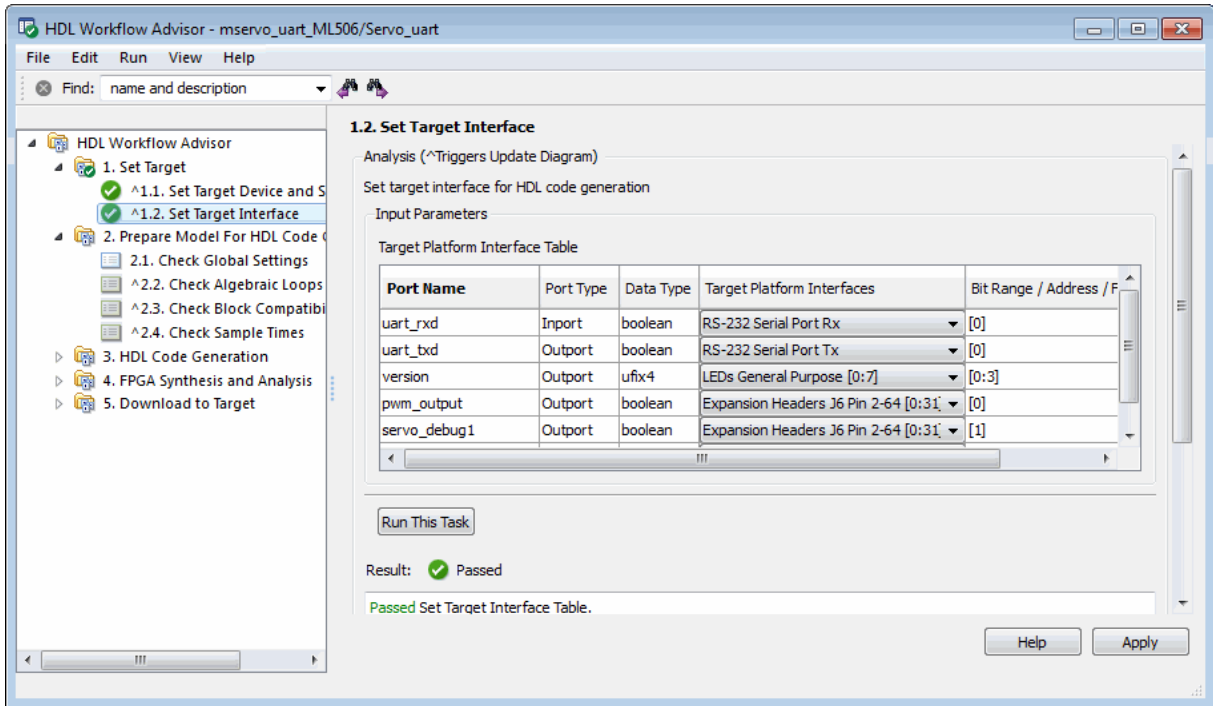 HDL Workflow Advisor - mservo_uart_ML506/Servo_uart
File Edit Run View Help
Find: name and description
HDL Workflow Advisor
1. Set Target
^1.1. Set Target Device and S
^1.2. Set Target Interface
2. Prepare Model For HDL Code
2.1. Check Global Settings
^2.2. Check Algebraic Loops
^2.3. Check Block Compatibi
^2.4. Check Sample Times
3. HDL Code Generation
4. FPGA Synthesis and Analysis
5. Download to Target
1.2. Set Target Interface
Analysis (^Triggers Update Diagram)
Set target interface for HDL code generation
Input Parameters
Target Platform Interface Table
Port Name Port Type Data Type Target Platform Interfaces Bit Range / Address / F
uart_rxd Inport boolean RS-232 Serial Port Rx [0]
uart_txd Outport boolean RS-232 Serial Port Tx [0]
version Outport ufix4 LEDs General Purpose [0:7] [0:3]
pwm_output Outport boolean Expansion Headers J6 Pin 2-64 [0:31] [0]
servo_debug1 Outport boolean Expansion Headers J6 Pin 2-64 [0:31] [1]
Run This Task
Result: Passed
Passed Set Target Interface Table.
Help Apply